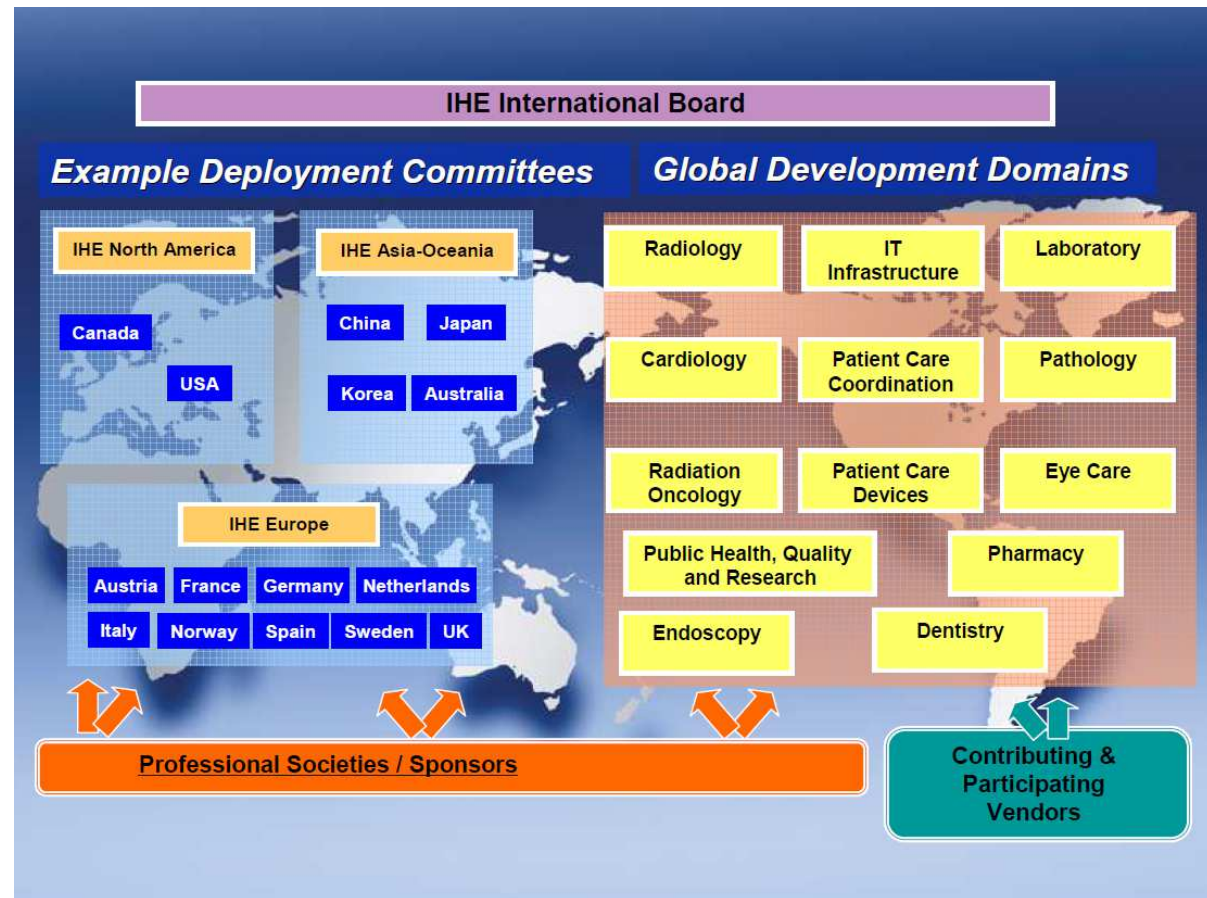 IHE International Board
Example Deployment Committees
Global Development Domains
IHE North America
Canada
USA
IHE Asia-Oceania
China
Japan
Korea
Australia
IHE Europe
Austria
France
Germany
Netherlands
Italy
Norway
Spain
Sweden
UK
Radiology
IT
Infrastructure
Laboratory
Cardiology
Patient Care
Coordination
Pathology
Radiation
Oncology
Patient Care
Devices
Eye Care
Public Health, Quality
and Research
Pharmacy
Endoscopy
Dentistry
Professional Societies / Sponsors
Contributing &
Participating
Vendors